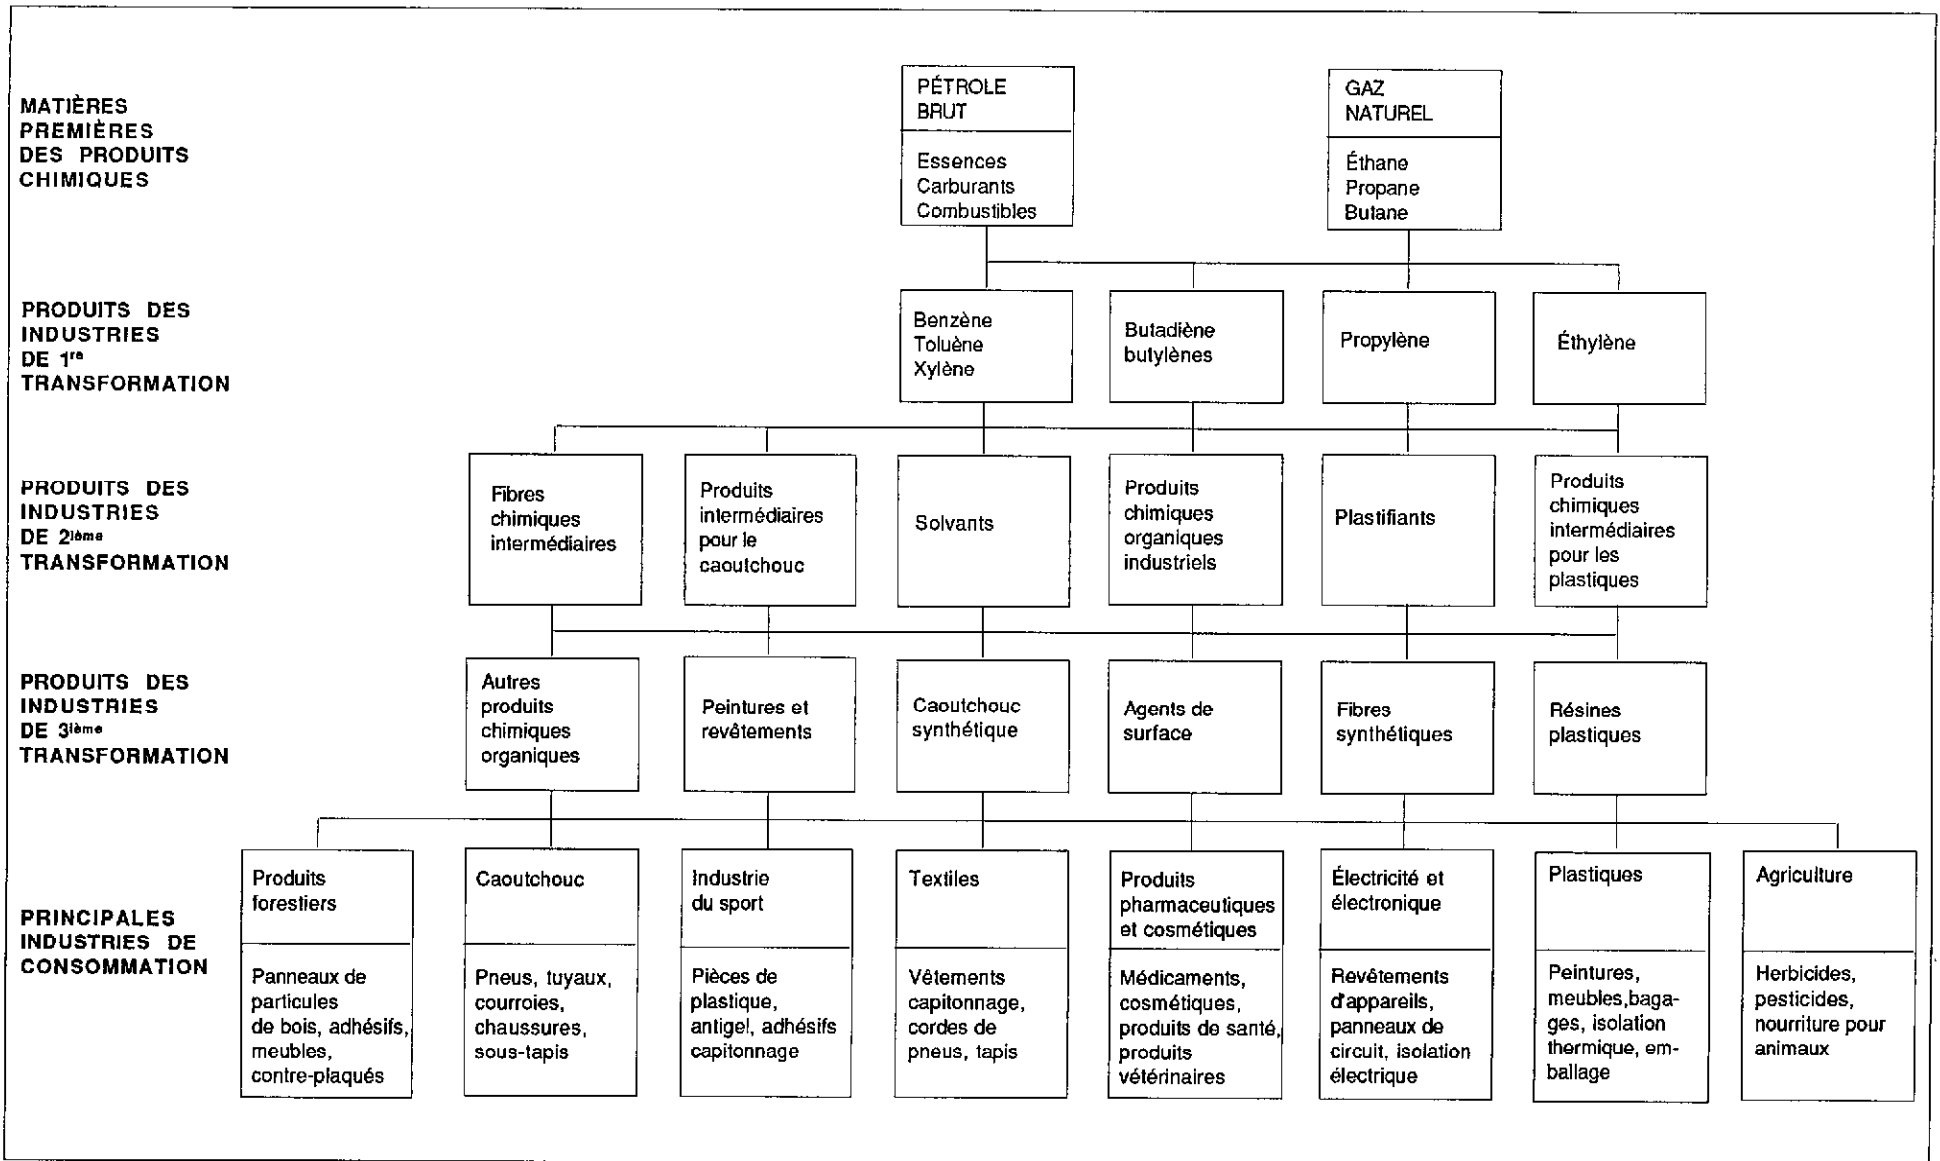 MATIÈRES
PREMIÈRES
DES PRODUITS
CHIMIQUES
PÉTROLE
BRUT
Essences
Carburants
Combustibles
GAZ
NATUREL
Éthane
Propane
Butane
PRODUITS DES
INDUSTRIES
DE 1re
TRANSFORMATION
Benzène
Toluène
Xylène
Butadiène
butylènes
Propylène
Éthylène
PRODUITS DES
INDUSTRIES
DE 2ième
TRANSFORMATION
Fibres
chimiques
intermédiaires
Produits
intermédiaires
pour le
caoutchouc
Solvants
Produits
chimiques
organiques
industriels
Plastifiants
Produits
chimiques
intermédiaires
pour les
plastiques
PRODUITS DES
INDUSTRIES
DE 3ième
TRANSFORMATION
Autres
produits
chimiques
organiques
Peintures et
revêtements
Caoutchouc
synthétique
Agents de
surface
Fibres
synthétiques
Résines
plastiques
PRINCIPALES
INDUSTRIES DE
CONSOMMATION
Produits
forestiers
Panneaux de
particules
de bois, adhésifs,
meubles,
contre-plaqués
Caoutchouc
Pneus, tuyaux,
courroies,
chaussures,
sous-tapis
Industrie
du sport
Pièces de
plastique,
antigel, adhésifs
capitonnage
Textiles
Vêtements
capitonnage,
cordes de
pneus, tapis
Produits
pharmaceutiques
et cosmétiques
Médicaments,
cosmétiques,
produits de santé,
produits
vétérinaires
Électricité et
électronique
Revêtements
d'appareils,
panneaux de
circuit, isolation
électrique
Plastiques
Peintures,
meubles,baga-
ges, isolation
thermique, em-
ballage
Agriculture
Herbicides,
pesticides,
nourriture pour
animaux